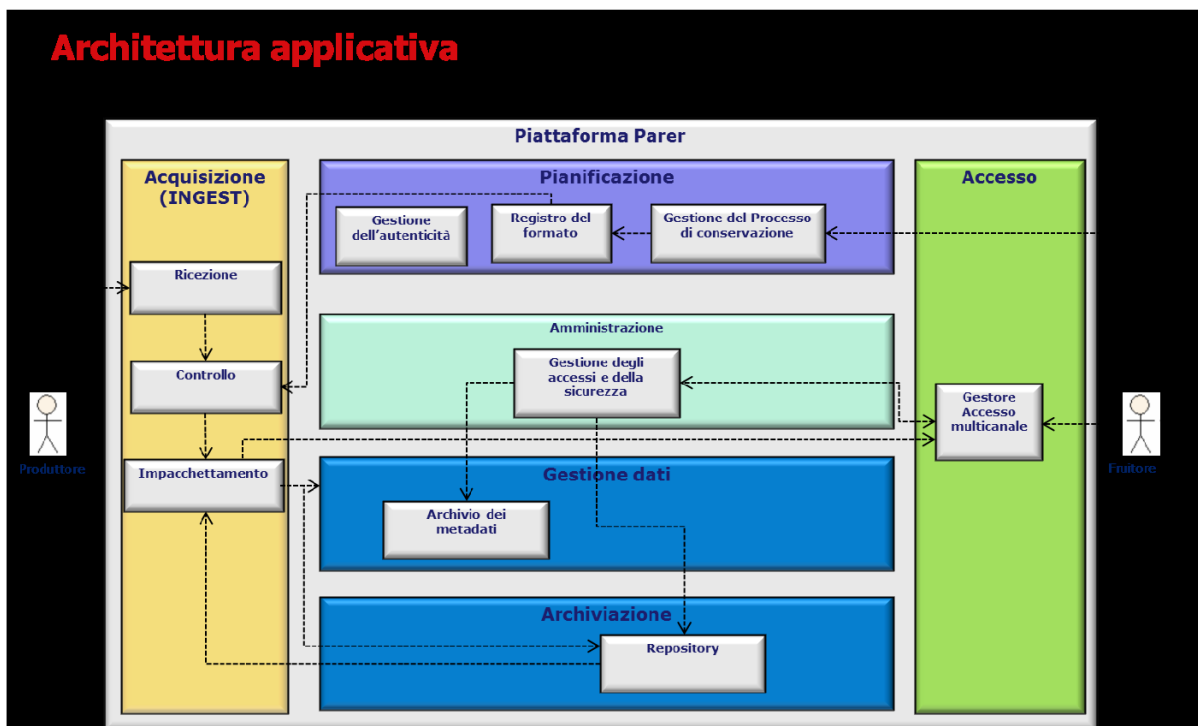 Architettura applicativa
Piattaforma Parer
Acquisizione
(INGEST)
Ricezione
Controllo
Impacchettamento
Pianificazione
Gestione
dell'autenticità
Registro del
formato
Gestione del Processo
di conservazione
Amministrazione
Gestione degli
accessi e della
sicurezza
Gestione dati
Archivio dei
metadati
Archiviazione
Repository
Accesso
Gestore
Accesso
multicanale
Produttore
Fruitore